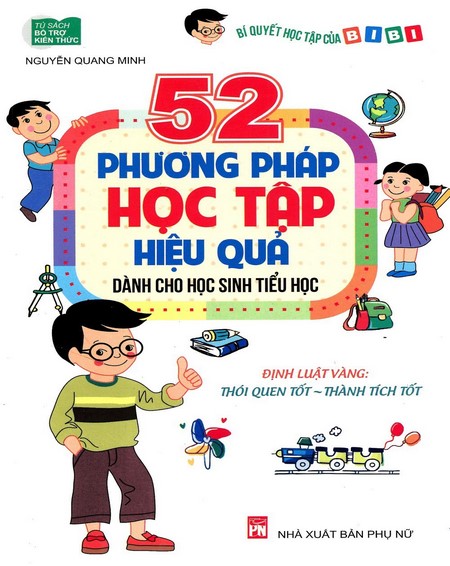 TỦ SÁCH
BỔ TRỢ
KIẾN THỨC
BÍ QUYẾT HỌC TẬP CỦA BIBI
NGUYỄN QUANG MINH
52
PHƯƠNG PHÁP
HỌC TẬP
HIỆU QUẢ
DÀNH CHO HỌC SINH TIỂU HỌC
ĐỊNH LUẬT VÀNG:
THÓI QUEN TỐT ~ THÀNH TÍCH TỐT
PN
NHÀ XUẤT BẢN PHỤ NỮ